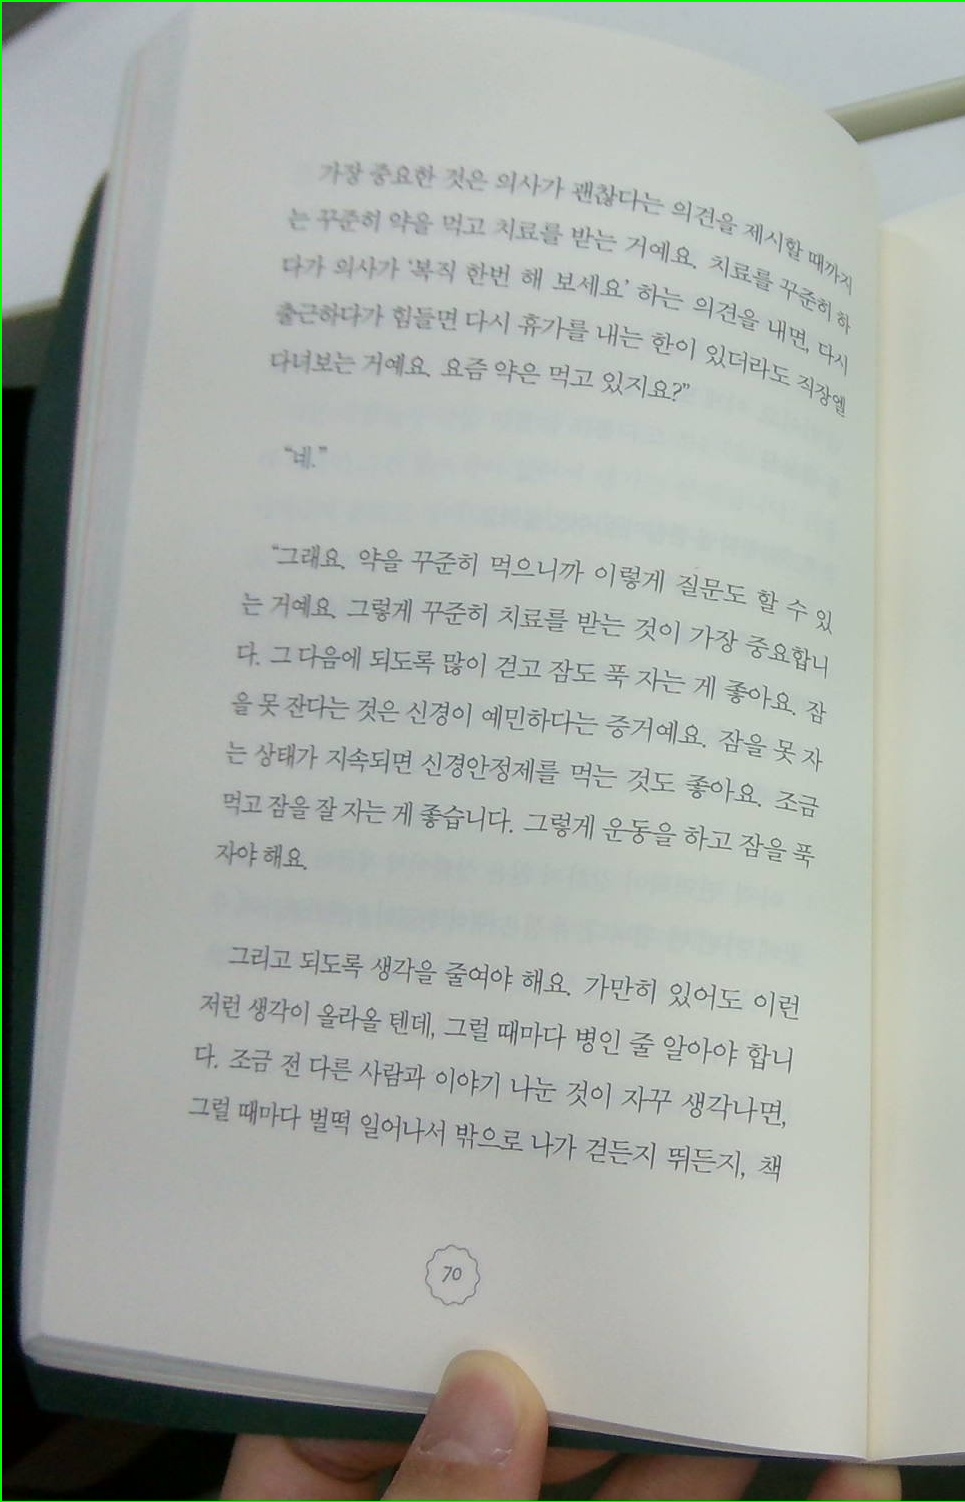 가장 중요한 것은 의사가 괜찮다는 의견을 제시할 때까지
는 꾸준히 약을 먹고 치료를 받는 거예요. 치료를 꾸준히 하
다가 의사가 ‘복직 한번 해 보세요’ 하는 의견을 내면, 다시
출근하다가 힘들면 다시 휴가를 내는 한이 있더라도 직장엘
다녀보는 거예요. 요즘 약은 먹고 있지요?”
“네.”
“그래요. 약을 꾸준히 먹으니까 이렇게 질문도 할 수 있
는 거예요. 그렇게 꾸준히 치료를 받는 것이 가장 중요합니
다. 그 다음에 되도록 많이 걷고 잠도 푹 자는 게 좋아요. 잠
을 못 잔다는 것은 신경이 예민하다는 증거예요. 잠을 못 자
는 상태가 지속되면 신경안정제를 먹는 것도 좋아요. 조금
먹고 잠을 잘 자는 게 좋습니다. 그렇게 운동을 하고 잠을 푹
자야 해요.
그리고 되도록 생각을 줄여야 해요. 가만히 있어도 이런
저런 생각이 올라올 텐데, 그럴 때마다 병인 줄 알아야 합니
다. 조금 전 다른 사람과 이야기 나눈 것이 자꾸 생각나면,
그럴 때마다 벌떡 일어나서 밖으로 나가 걷든지 뛰든지, 책
70